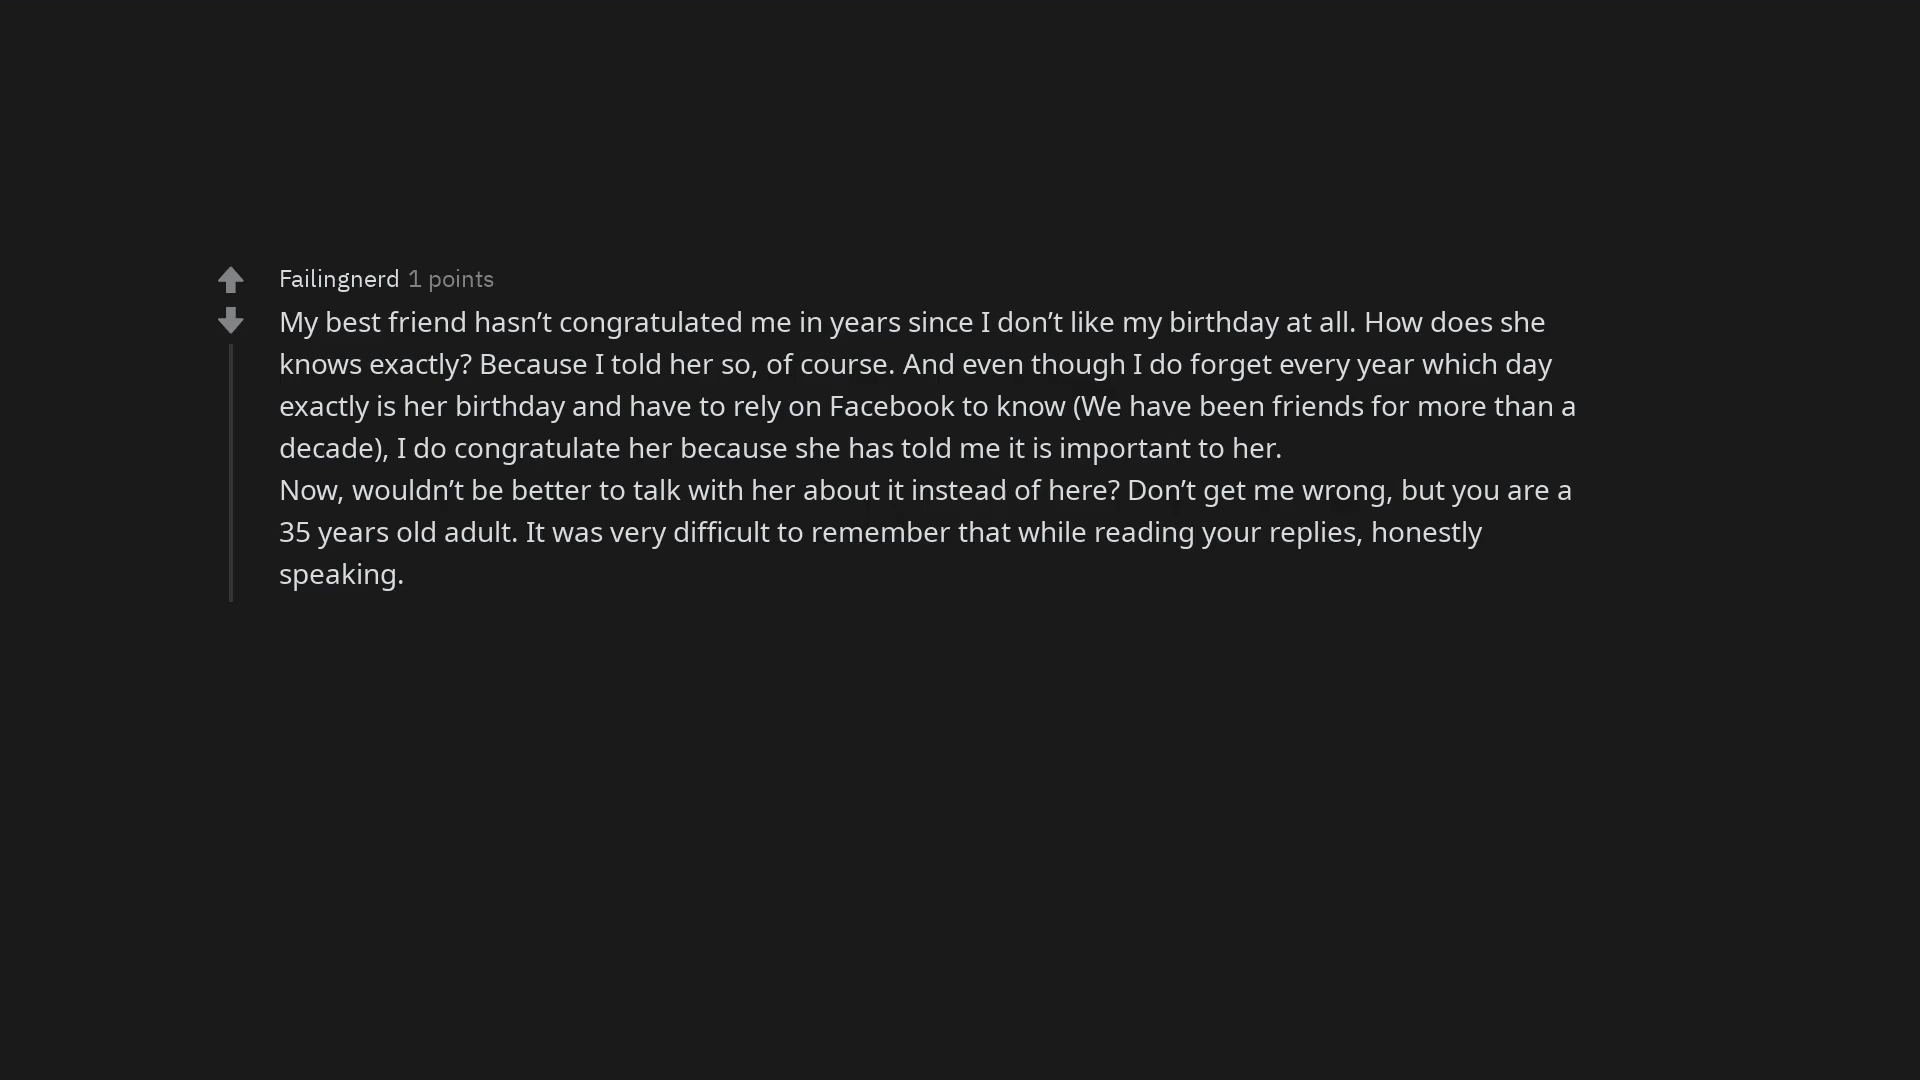 Failingnerd 1 points
My best friend hasn’t congratulated me in years since I don’t like my birthday at all. How does she
knows exactly? Because I told her so, of course. And even though I do forget every year which day
exactly is her birthday and have to rely on Facebook to know (We have been friends for more than a
decade), I do congratulate her because she has told me it is important to her.
Now, wouldn’t be better to talk with her about it instead of here? Don’t get me wrong, but you are a
35 years old adult. It was very difficult to remember that while reading your replies, honestly
speaking.